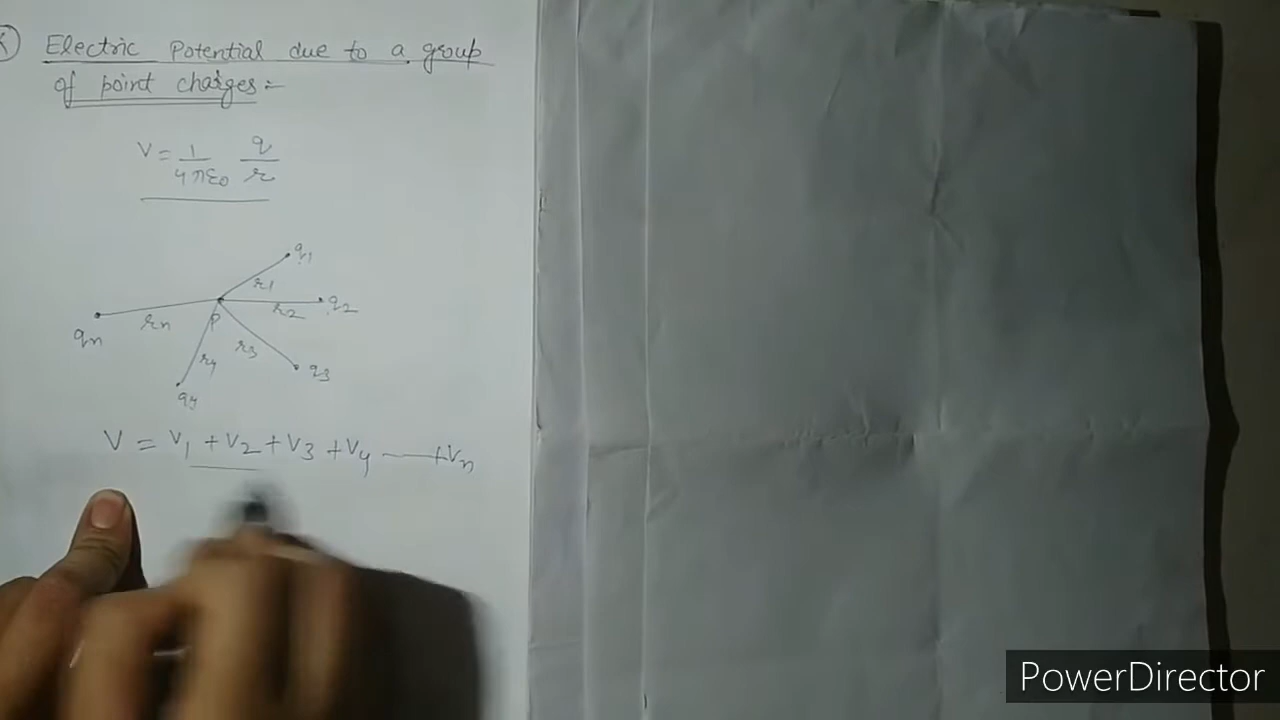 Electric Potential due to a group
of point charges :-
V = 1/4πε0 q/r
q1
r1
r2 q2
rn P
qn
r3
r4
q3
q4
V = V1 + V2 + V3 + V4 ——+Vn
PowerDirector